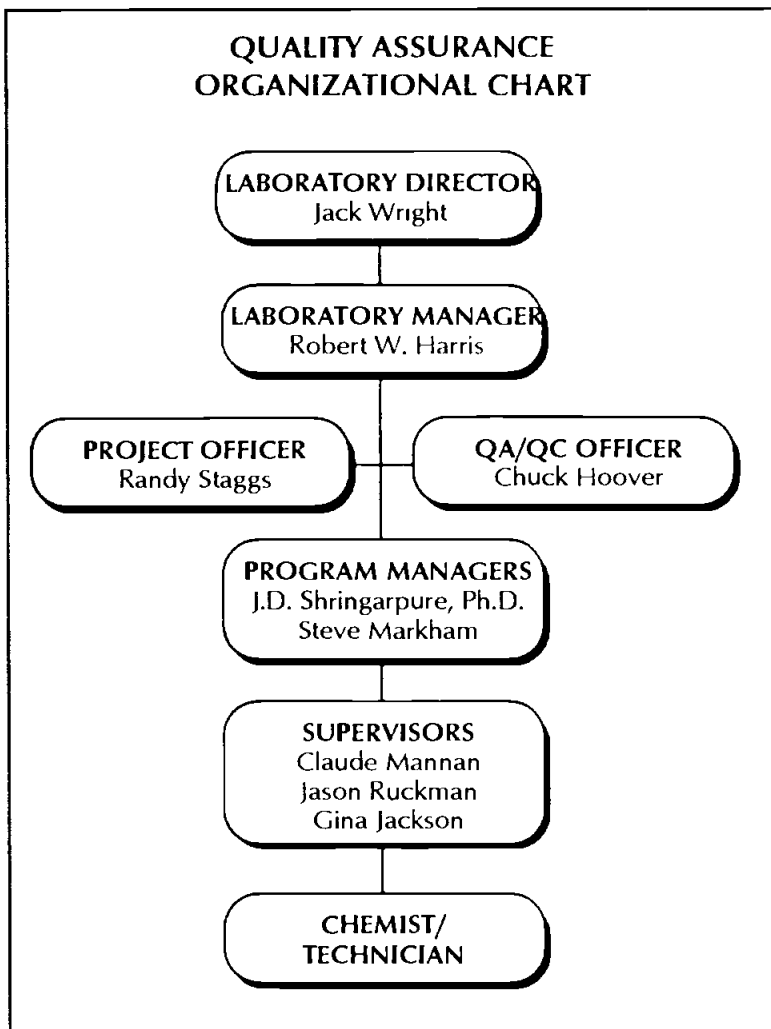 QUALITY ASSURANCE
ORGANIZATIONAL CHART
LABORATORY DIRECTOR
Jack Wright
LABORATORY MANAGER
Robert W. Harris
PROJECT OFFICER
Randy Staggs
QA/QC OFFICER
Chuck Hoover
PROGRAM MANAGERS
J.D. Shringarpure, Ph.D.
Steve Markham
SUPERVISORS
Claude Mannan
Jason Ruckman
Gina Jackson
CHEMIST/
TECHNICIAN